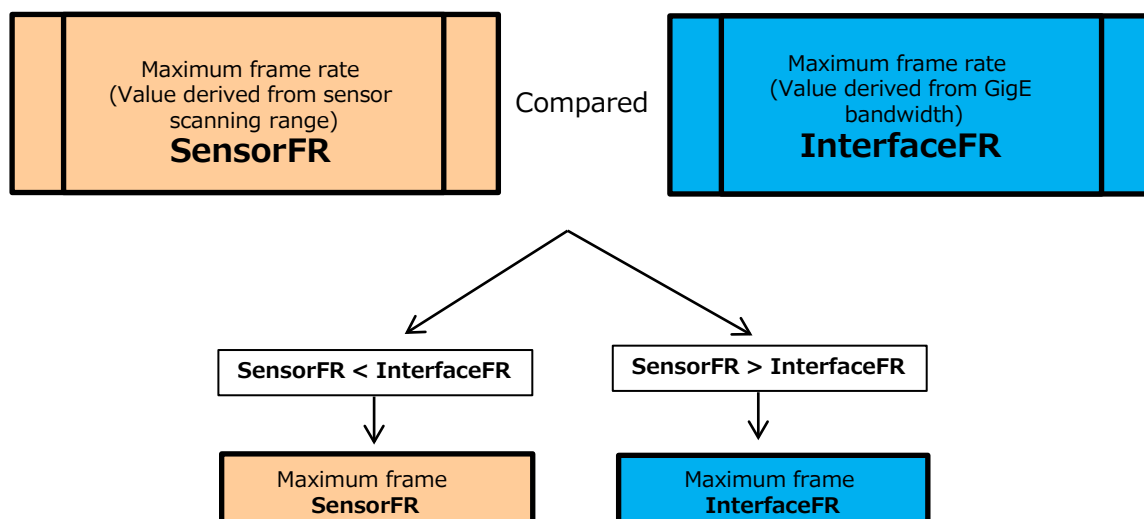 Maximum frame rate
(Value derived from sensor
scanning range)
SensorFR
Compared
Maximum frame rate
(Value derived from GigE
bandwidth)
InterfaceFR
SensorFR < InterfaceFR
SensorFR > InterfaceFR
Maximum frame
SensorFR
Maximum frame
InterfaceFR